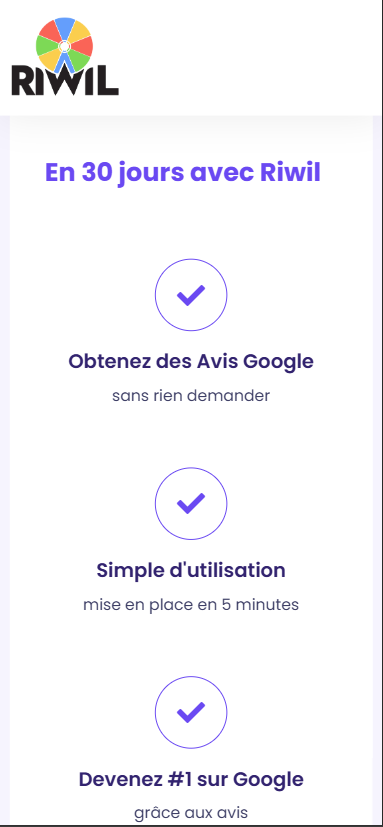 RIWIL
En 30 jours avec Riwil
Obtenez des Avis Google
sans rien demander
Simple d'utilisation
mise en place en 5 minutes
Devenez #1 sur Google
grâce aux avis